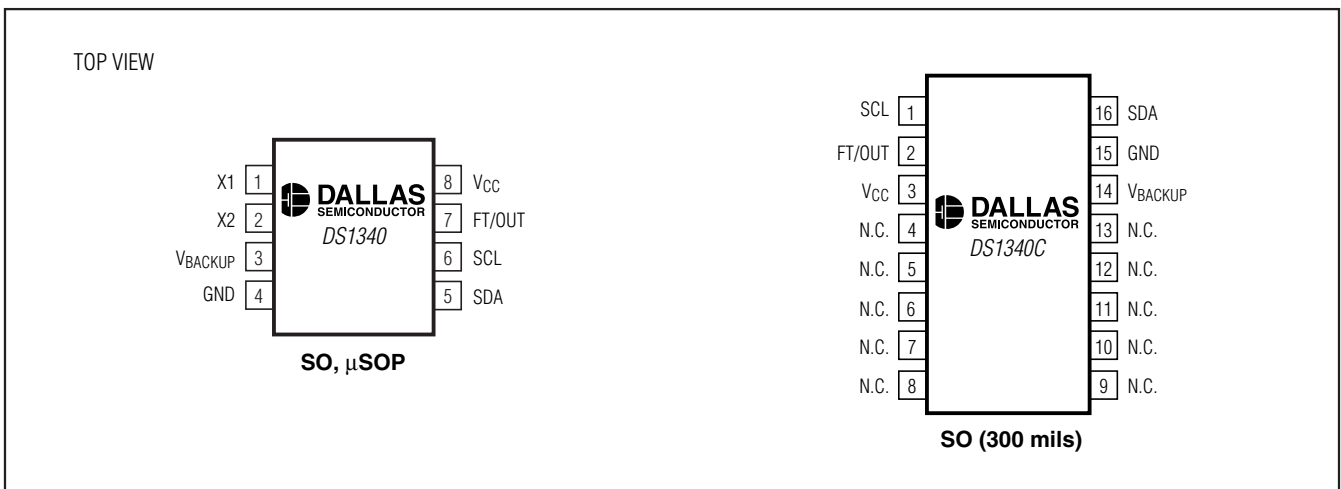 TOP VIEW
X1 1
X2 2
VBACKUP 3
GND 4
8 VCC
7 FT/OUT
6 SCL
5 SDA
DALLAS
SEMICONDUCTOR
DS1340
SO, µSOP
SCL 1
FT/OUT 2
VCC 3
N.C. 4
N.C. 5
N.C. 6
N.C. 7
N.C. 8
16 SDA
15 GND
14 VBACKUP
13 N.C.
12 N.C.
11 N.C.
10 N.C.
9 N.C.
DALLAS
SEMICONDUCTOR
DS1340C
SO (300 mils)